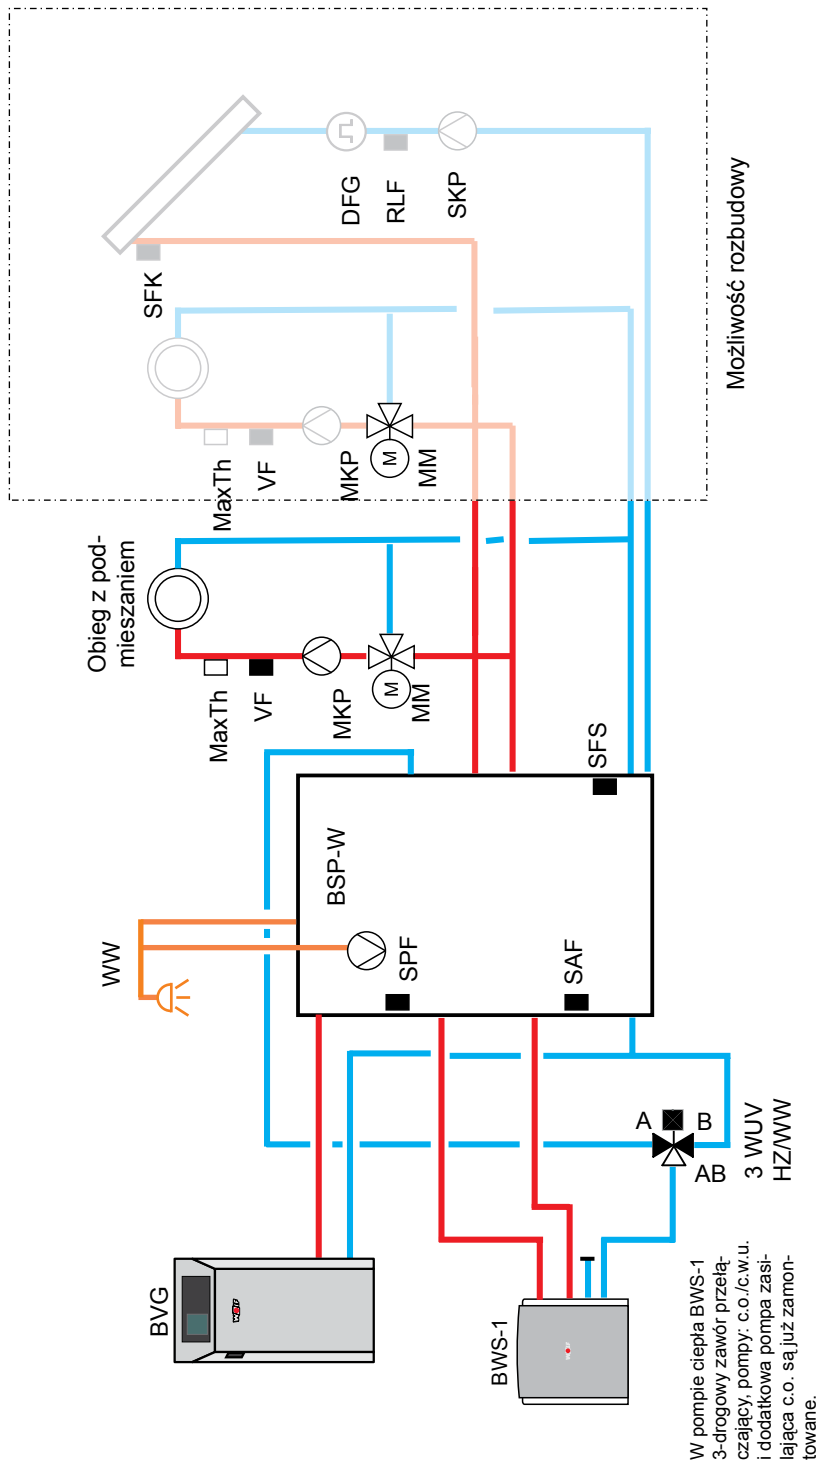 BVG
WW
BWS-1
W pompie ciepła BWS-1
3-drogowy zawór przełą-
czający, pompy: c.o./c.w.u.
i dodatkowa pompa zasi-
lająca c.o. są już zamon-
towane.
A
B
AB
3 WUV
HZ/WW
BSP-W
SPF
SAF
SFS
Obieg z pod-
mieszaniem
MaxTh
VF
MKP
M
MM
MaxTh
VF
MKP
M
MM
SFK
DFG
RLF
SKP
Możliwość rozbudowy